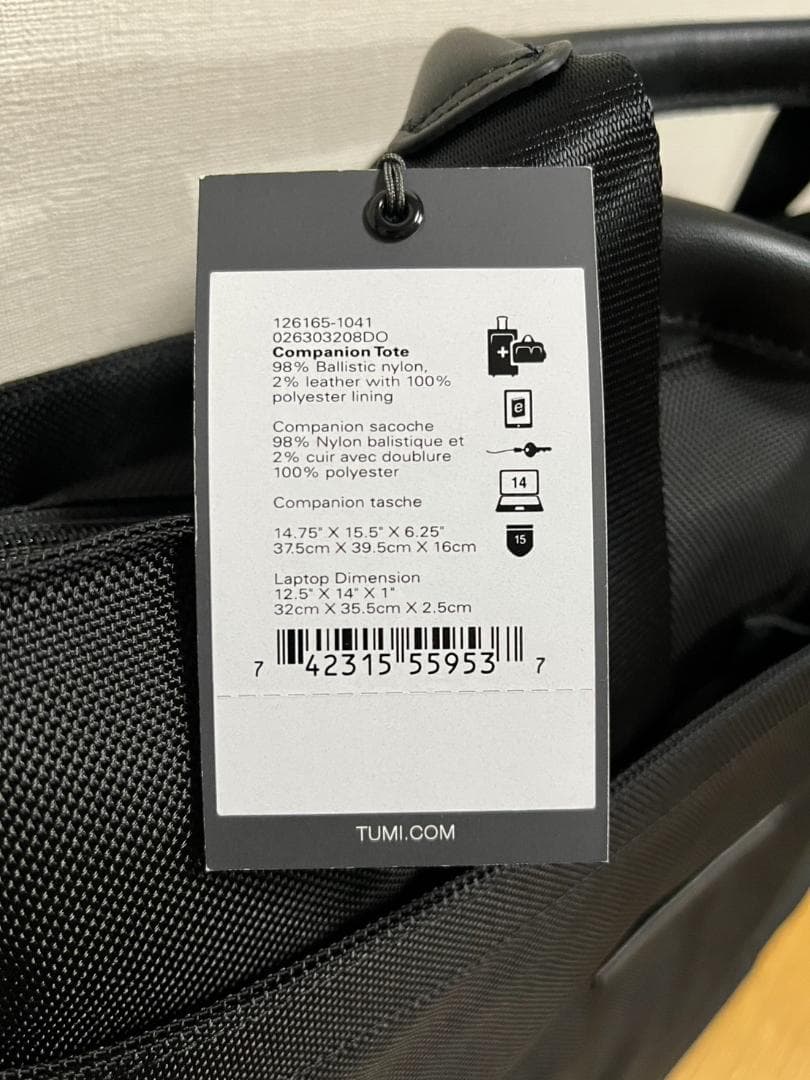 126165-1041
026303208DO
Companion Tote
98% Ballistic nylon,
2% leather with 100%
polyester lining
Companion sacoche
98% Nylon balistique et
2% cuir avec doublure
100% polyester
Companion tasche
14.75" X 15.5" X 6.25"
37.5cm X 39.5cm X 16cm
Laptop Dimension
12.5" X 14" X 1"
32cm X 35.5cm X 2.5cm
e
14
15
7 42315 55953 7
TUMI.COM